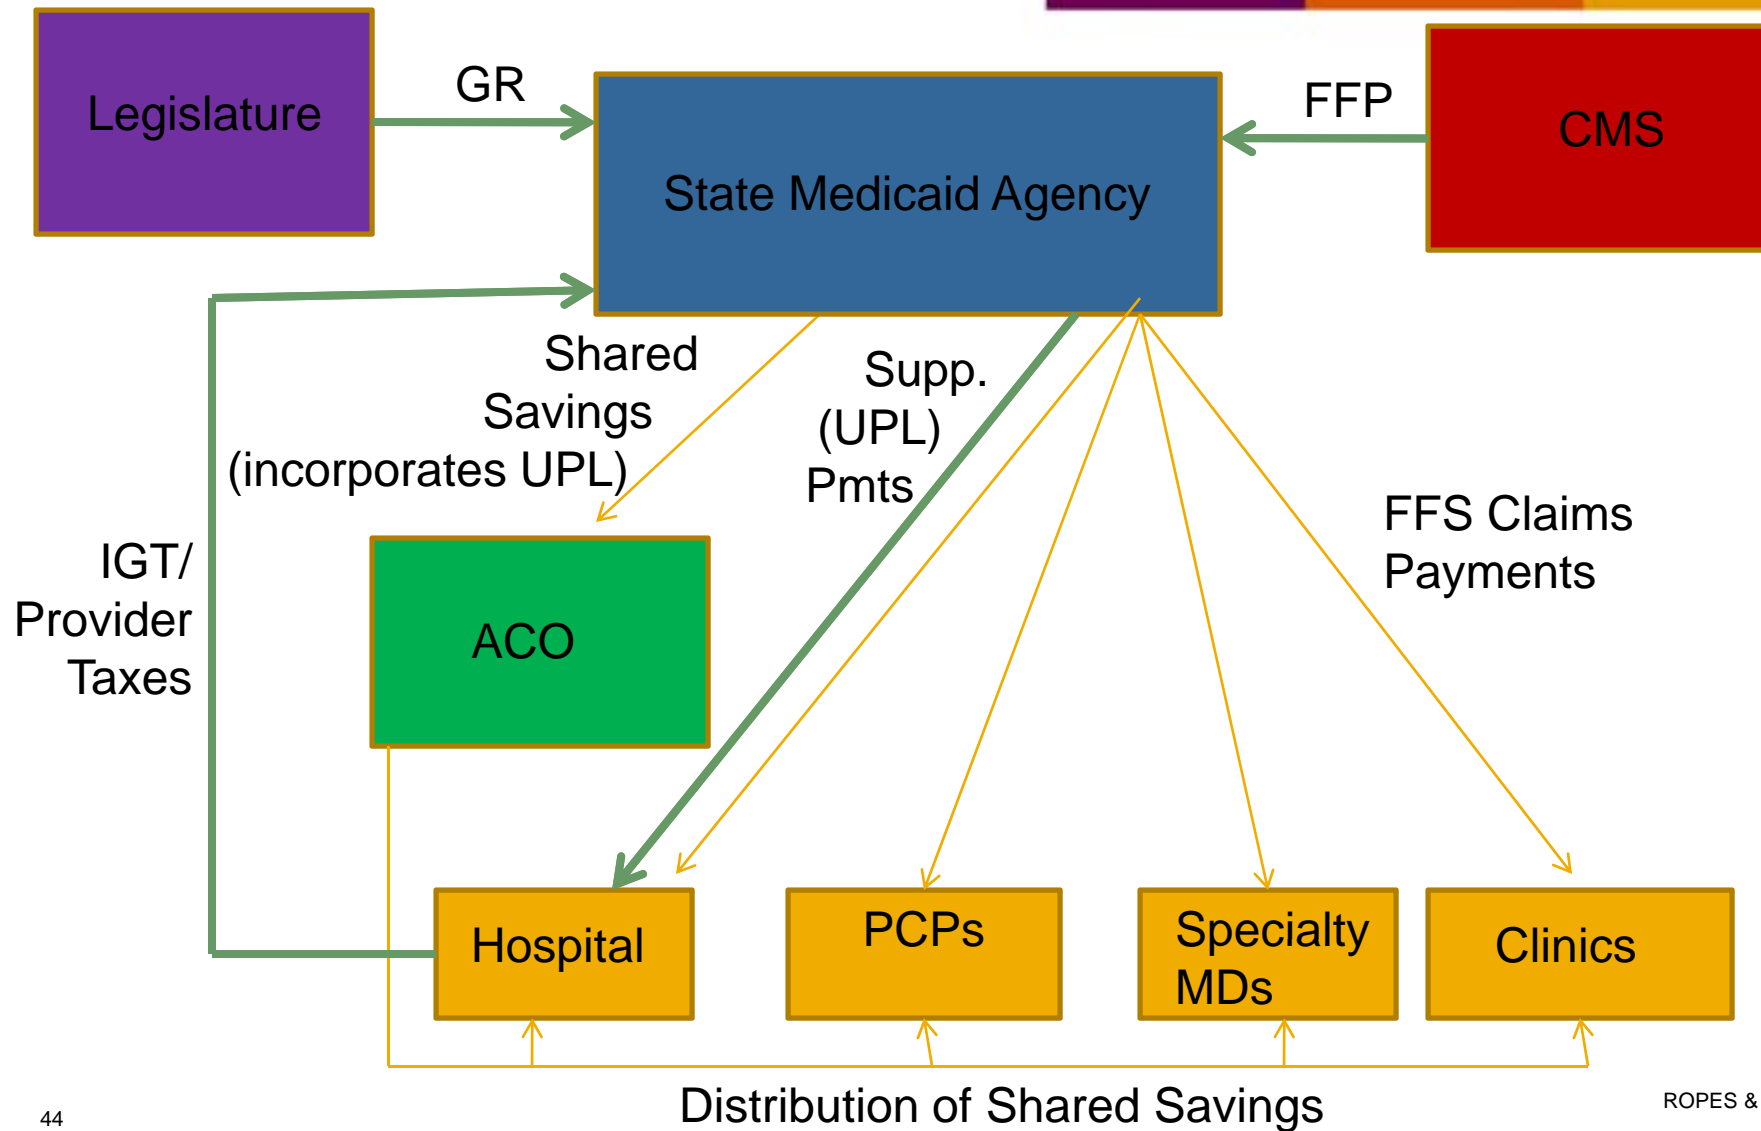 Legislature
GR
State Medicaid Agency
FFP
CMS
Shared
Savings
(incorporates UPL)
Supp.
(UPL)
Pmts
FFS Claims
Payments
IGT/
Provider
Taxes
ACO
Hospital
PCPs
Specialty
MDs
Clinics
Distribution of Shared Savings
44
ROPES &